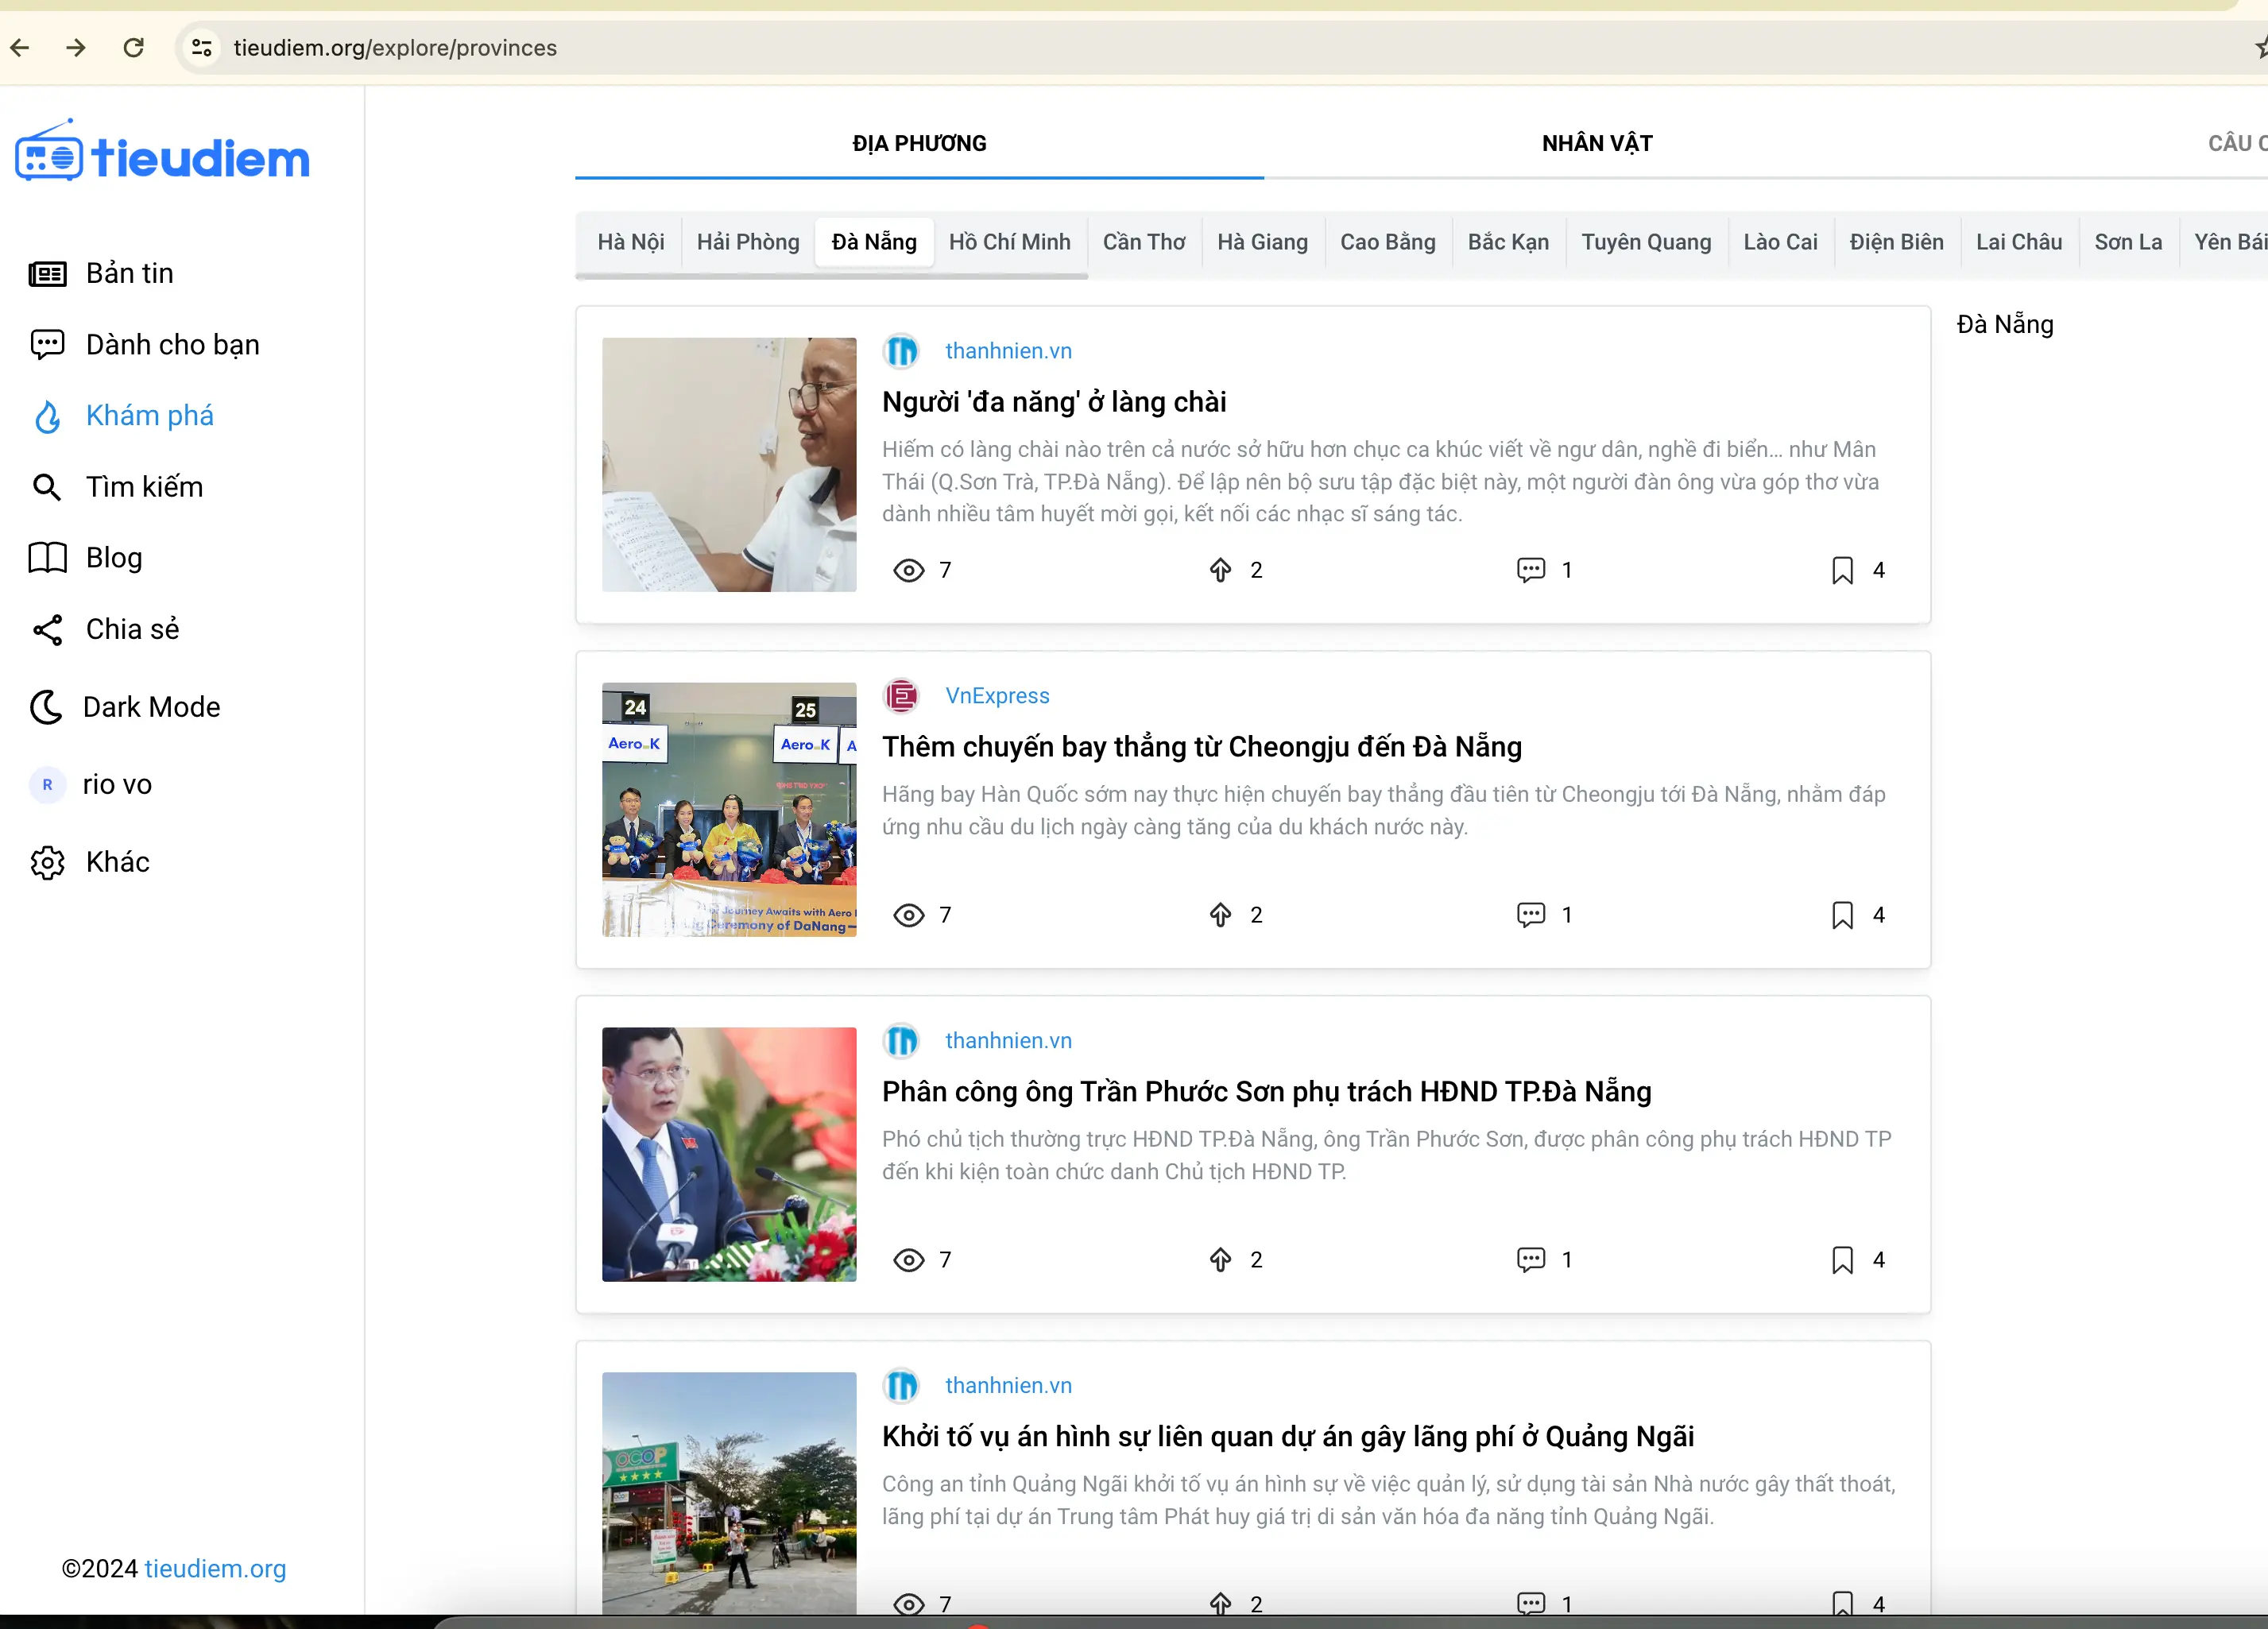 tieudiem.org/explore/provinces
tieudiem
Bản tin
Dành cho bạn
Khám phá
Tìm kiếm
Blog
Chia sẻ
Dark Mode
R rio vo
Khác
©2024 tieudiem.org
ĐỊA PHƯƠNG NHÂN VẬT CÂU
Hà Nội Hải Phòng Đà Nẵng Hồ Chí Minh Cần Thơ Hà Giang Cao Bằng Bắc Kạn Tuyên Quang Lào Cai Điện Biên Lai Châu Sơn La Yên Bái
Đà Nẵng
thanhnien.vn
Người 'đa năng' ở làng chài
Hiếm có làng chài nào trên cả nước sở hữu hơn chục ca khúc viết về ngư dân, nghề đi biển... như Mân
Thái (Q.Sơn Trà, TP.Đà Nẵng). Để lập nên bộ sưu tập đặc biệt này, một người đàn ông vừa góp thơ vừa
dành nhiều tâm huyết mời gọi, kết nối các nhạc sĩ sáng tác.
7 2 1 4
24 25
Aero K Aero K A
Journey Awaits with Aero
Ceremony of DaNang
VnExpress
Thêm chuyến bay thẳng từ Cheongju đến Đà Nẵng
Hãng bay Hàn Quốc sớm nay thực hiện chuyến bay thẳng đầu tiên từ Cheongju tới Đà Nẵng, nhằm đáp
ứng nhu cầu du lịch ngày càng tăng của du khách nước này.
7 2 1 4
thanhnien.vn
Phân công ông Trần Phước Sơn phụ trách HĐND TP.Đà Nẵng
Phó chủ tịch thường trực HĐND TP.Đà Nẵng, ông Trần Phước Sơn, được phân công phụ trách HĐND TP
đến khi kiện toàn chức danh Chủ tịch HĐND TP.
7 2 1 4
OCOP
thanhnien.vn
Khởi tố vụ án hình sự liên quan dự án gây lãng phí ở Quảng Ngãi
Công an tỉnh Quảng Ngãi khởi tố vụ án hình sự về việc quản lý, sử dụng tài sản Nhà nước gây thất thoát,
lãng phí tại dự án Trung tâm Phát huy giá trị di sản văn hóa đa năng tỉnh Quảng Ngãi.
7 2 1 4